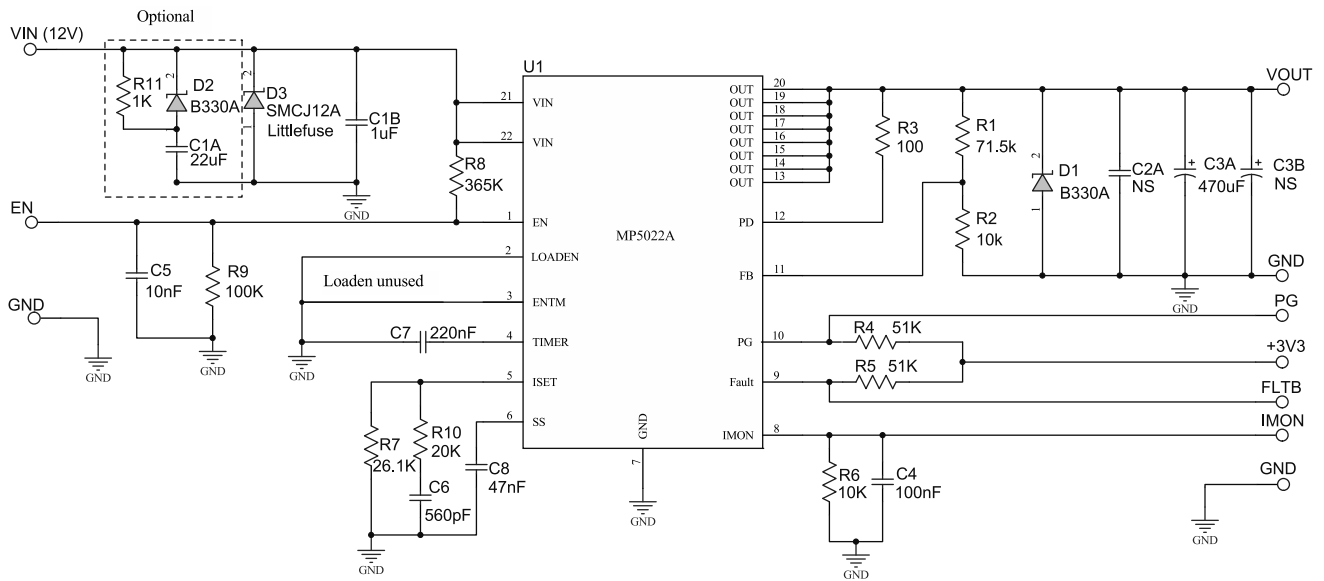 Optional
VIN (12V)
R11
1K
2
D2
B330A
C1A
22uF
2
1
D3
SMCJ12A
Littlefuse
C1B
1uF
GND
R8
365K
EN
C5
10nF
R9
100K
GND
GND
GND
Loaden unused
GND
C7
220nF
R7
26.1K
R10
20K
C6
560pF
C8
47nF
GND
U1
MP5022A
21
VIN
22
VIN
1
EN
2
LOADEN
3
ENTM
4
TIMER
5
ISET
6
SS
7
GND
GND
OUT
20
OUT
19
OUT
18
OUT
17
OUT
16
OUT
15
OUT
14
OUT
13
PD
12
FB
11
PG
10
Fault
9
IMON
8
R3
100
R1
71.5k
R2
10k
2
1
D1
B330A
C2A
NS
+
C3A
470uF
+
C3B
NS
VOUT
GND
GND
PG
R4
51K
+3V3
R5
51K
FLTB
IMON
R6
10K
C4
100nF
GND
GND
GND